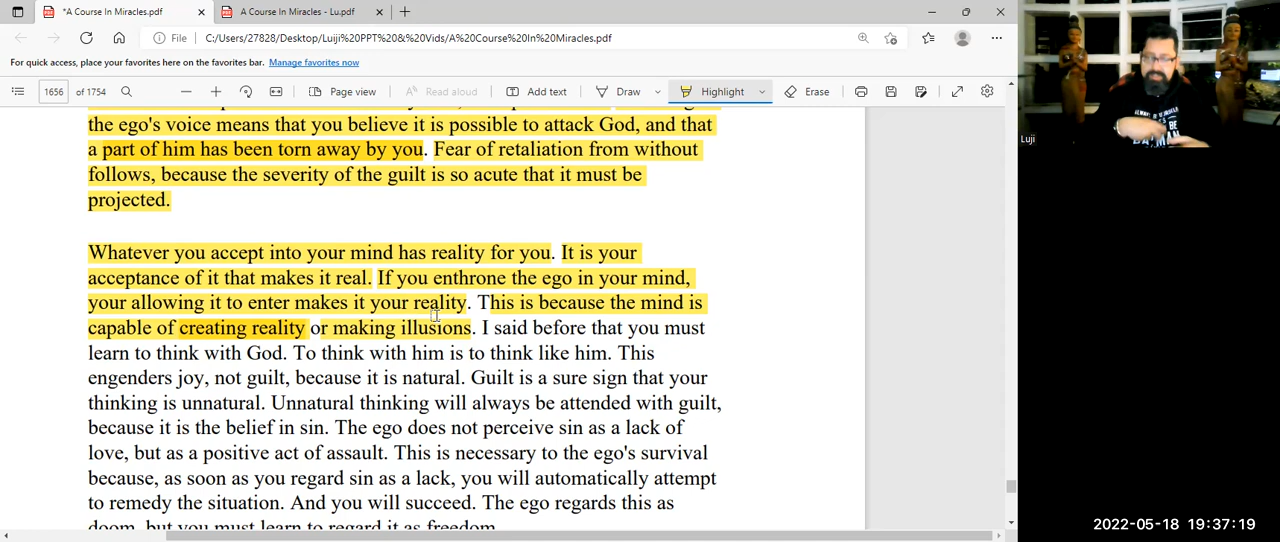 *A Course In Miracles.pdf
A Course In Miracles - Lu.pdf
File
C:/Users/27828/Desktop/Luiji%20PPT%20&%20Vids/A%20Course%20In%20Miracles.pdf
For quick access, place your favorites here on the favorites bar. Manage favorites now
1656 of 1754
Page view
Read aloud
Add text
Draw
Highlight
Erase
the ego's voice means that you believe it is possible to attack God, and that
a part of him has been torn away by you. Fear of retaliation from without
follows, because the severity of the guilt is so acute that it must be
projected.
Whatever you accept into your mind has reality for you. It is your
acceptance of it that makes it real. If you enthrone the ego in your mind,
your allowing it to enter makes it your reality. This is because the mind is
capable of creating reality or making illusions. I said before that you must
learn to think with God. To think with him is to think like him. This
engenders joy, not guilt, because it is natural. Guilt is a sure sign that your
thinking is unnatural. Unnatural thinking will always be attended with guilt,
because it is the belief in sin. The ego does not perceive sin as a lack of
love, but as a positive act of assault. This is necessary to the ego's survival
because, as soon as you regard sin as a lack, you will automatically attempt
to remedy the situation. And you will succeed. The ego regards this as
doom, but you must learn to regard it as freedom.
Luji
2022-05-18 19:37:19